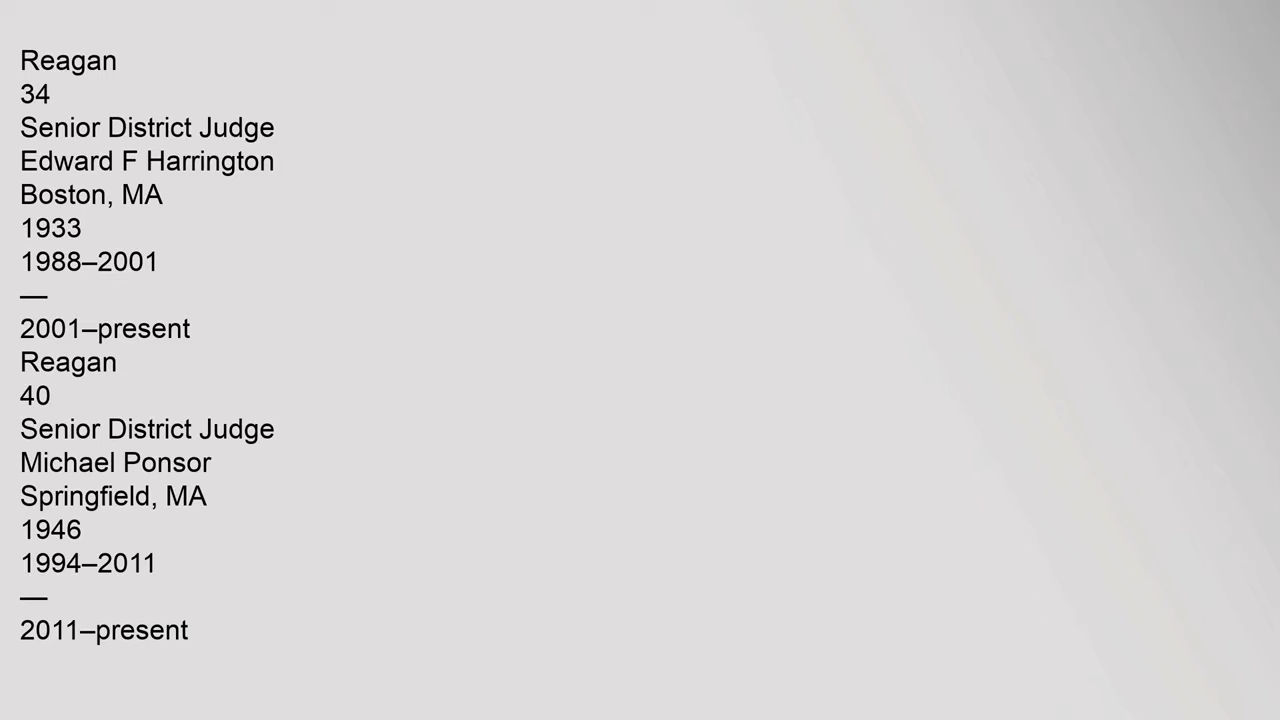 Reagan
34
Senior District Judge
Edward F Harrington
Boston, MA
1933
1988–2001
—
2001–present
Reagan
40
Senior District Judge
Michael Ponsor
Springfield, MA
1946
1994–2011
—
2011–present